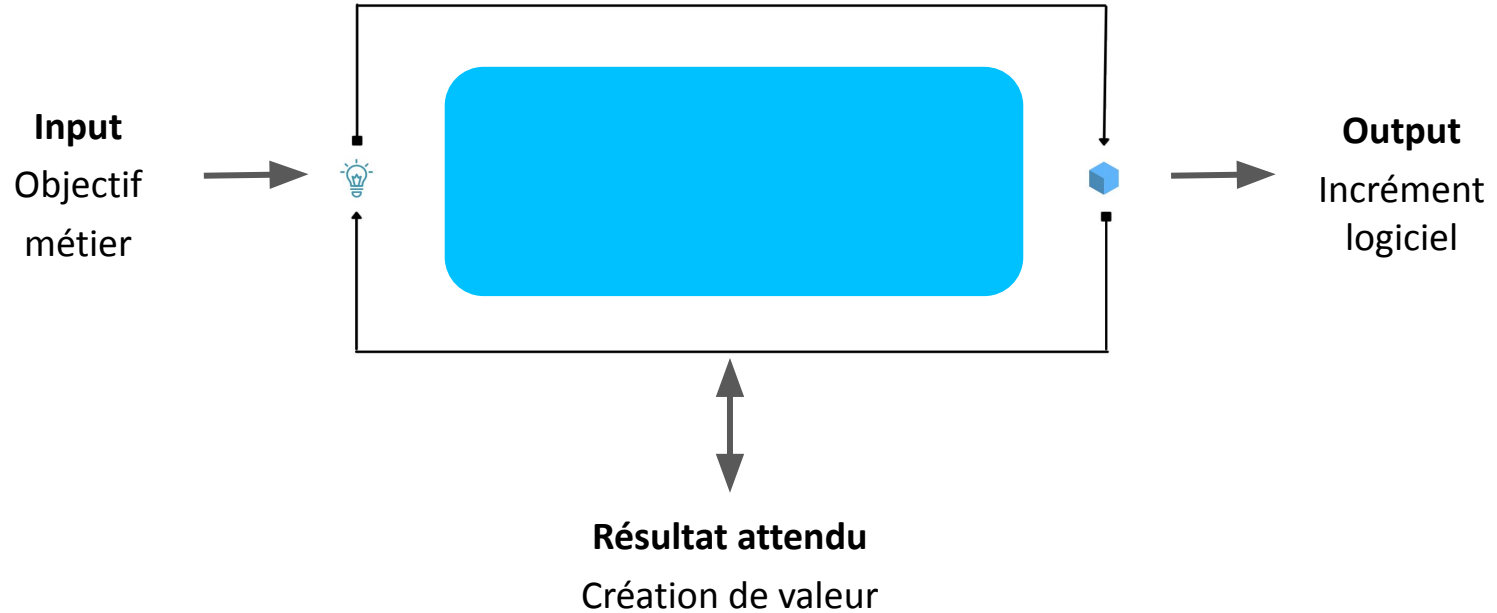 Input
Objectif
métier
Output
Incrément
logiciel
Résultat attendu
Création de valeur